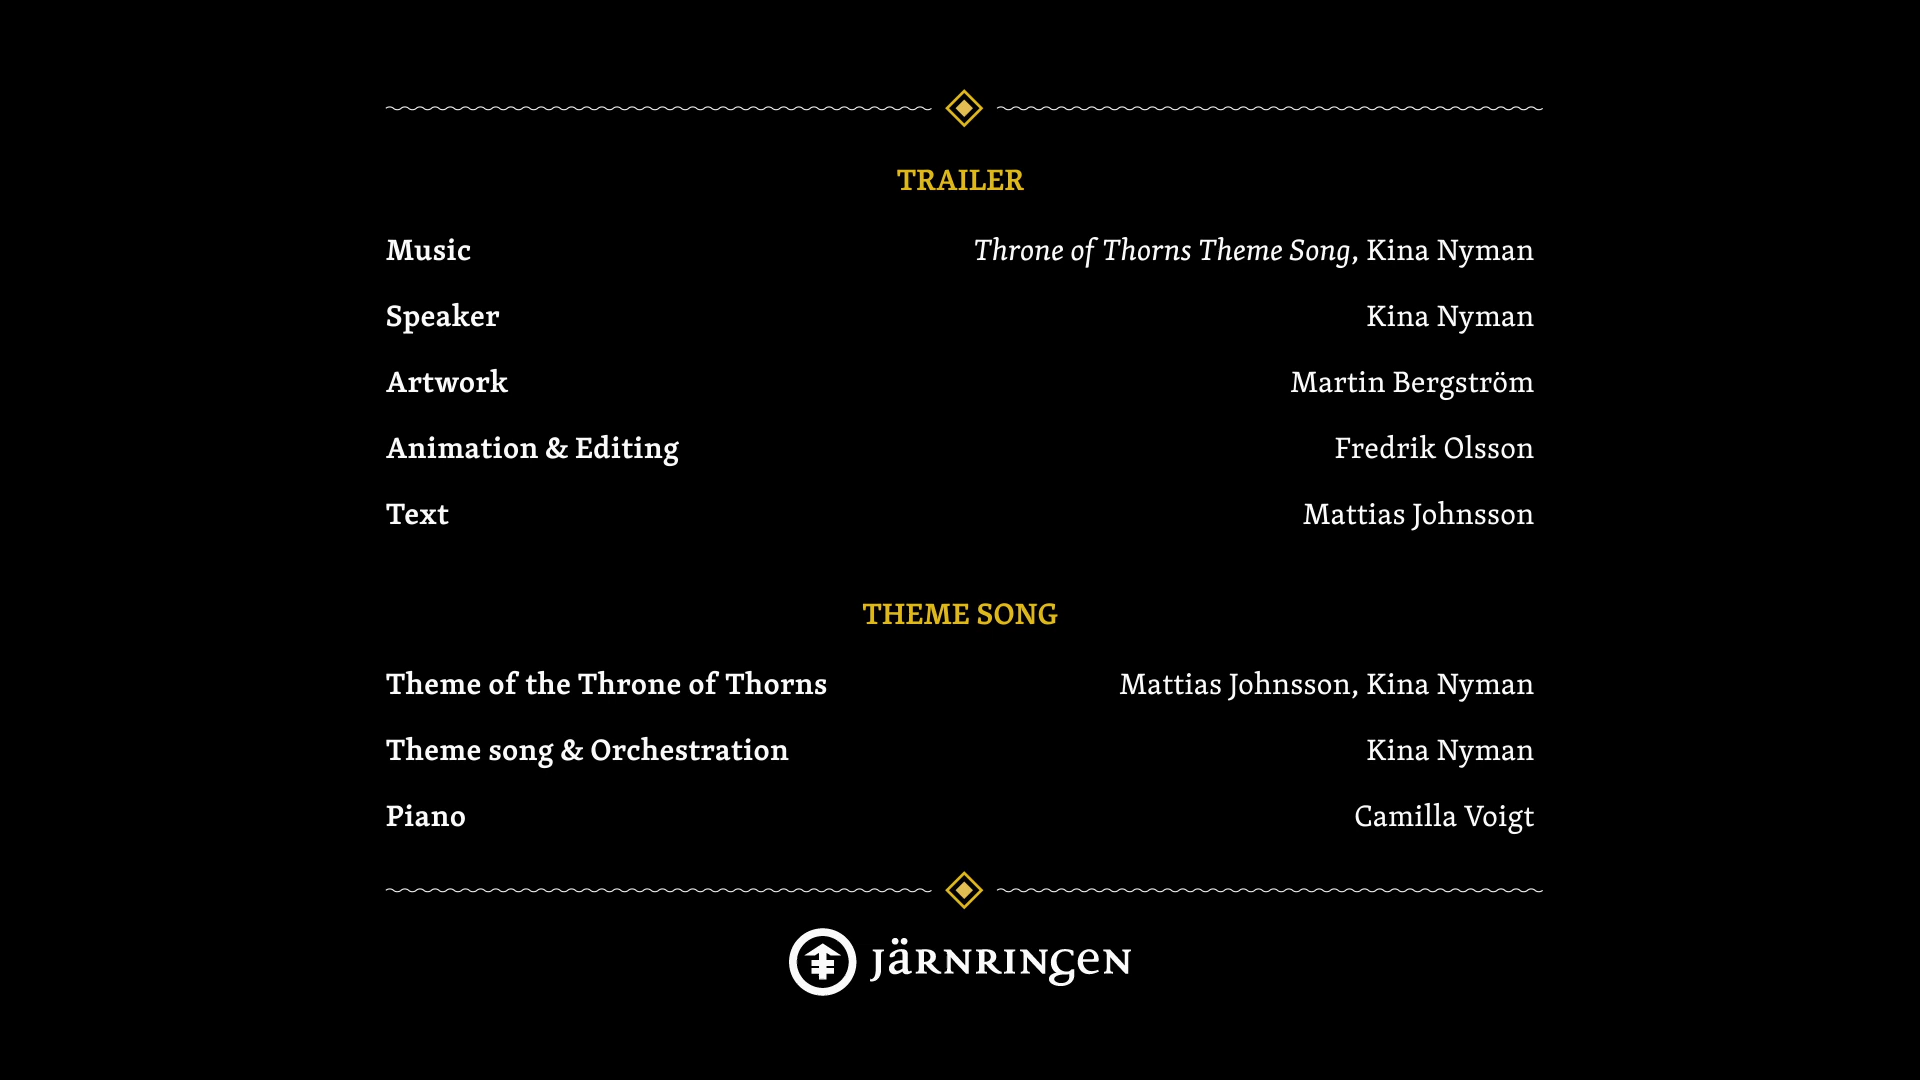 TRAILER
Music Throne of Thorns Theme Song, Kina Nyman
Speaker Kina Nyman
Artwork Martin Bergström
Animation & Editing Fredrik Olsson
Text Mattias Johnsson
THEME SONG
Theme of the Throne of Thorns Mattias Johnsson, Kina Nyman
Theme song & Orchestration Kina Nyman
Piano Camilla Voigt
JÄRNRINGEN